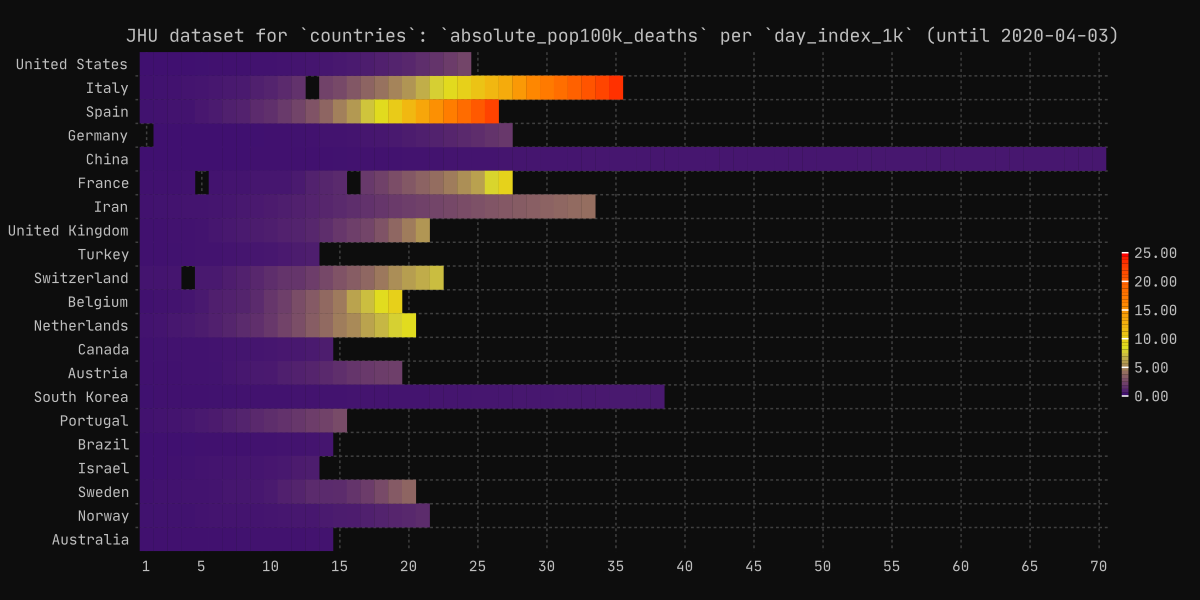 JHU dataset for `countries`: `absolute_pop100k_deaths` per `day_index_1k` (until 2020-04-03)
United States
Italy
Spain
Germany
China
France
Iran
United Kingdom
Turkey
Switzerland
Belgium
Netherlands
Canada
Austria
South Korea
Portugal
Brazil
Israel
Sweden
Norway
Australia
1 5 10 15 20 25 30 35 40 45 50 55 60 65 70
25.00
20.00
15.00
10.00
5.00
0.00